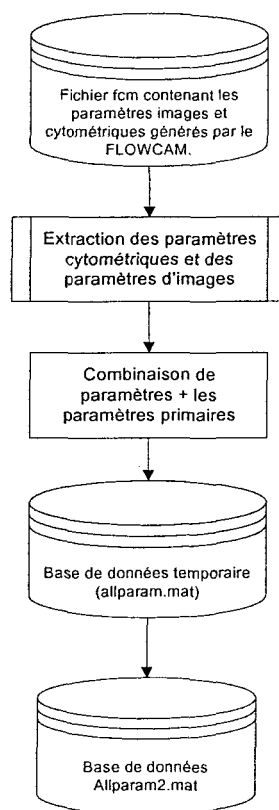 Fichier fcm contenant les
paramètres images et
cytométriques générés par le
FLOWCAM.
Extraction des paramètres
cytométriques et des
paramètres d'images
Combinaison de
paramètres + les
paramètres primaires
Base de données temporaire
(allparam.mat)
Base de données
Allparam2.mat